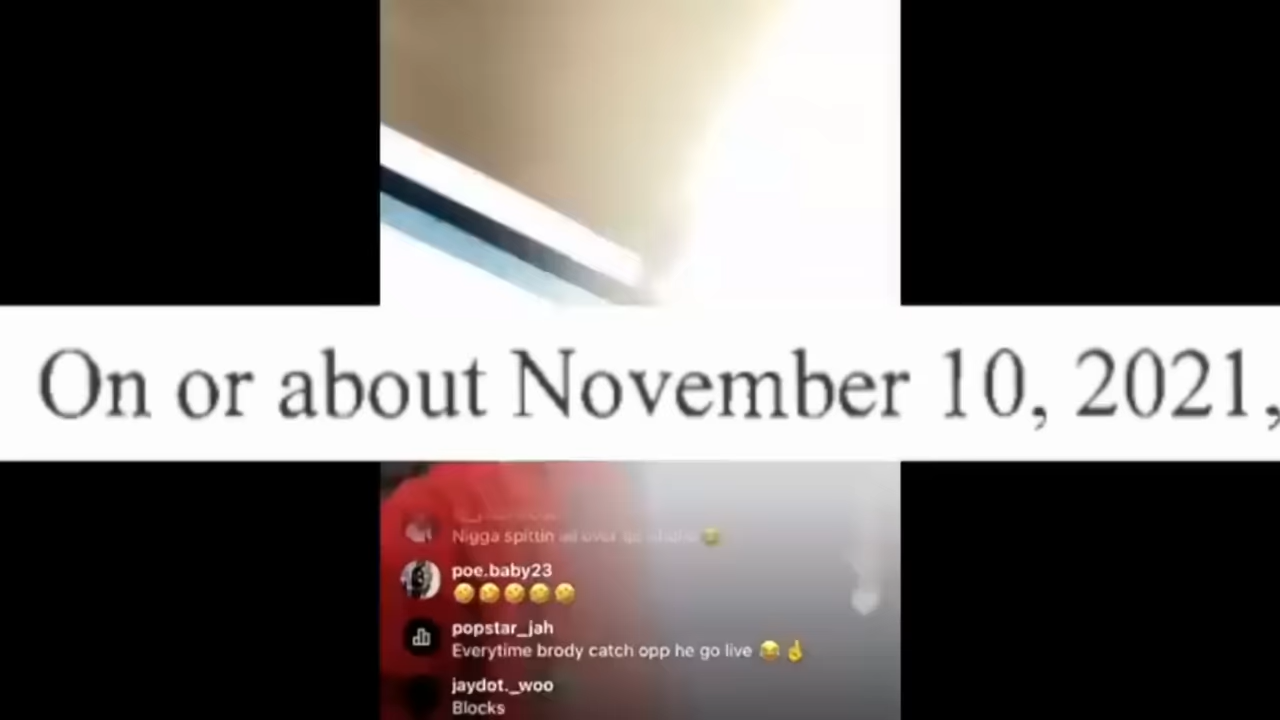 On or about November 10, 2021,
Nigga spittin all over
poe.baby23
🤣🤣🤣🤣🤣
popstar_jah
Everytime brody catch opp he go live 😂☝️
jaydot._woo
Blocks